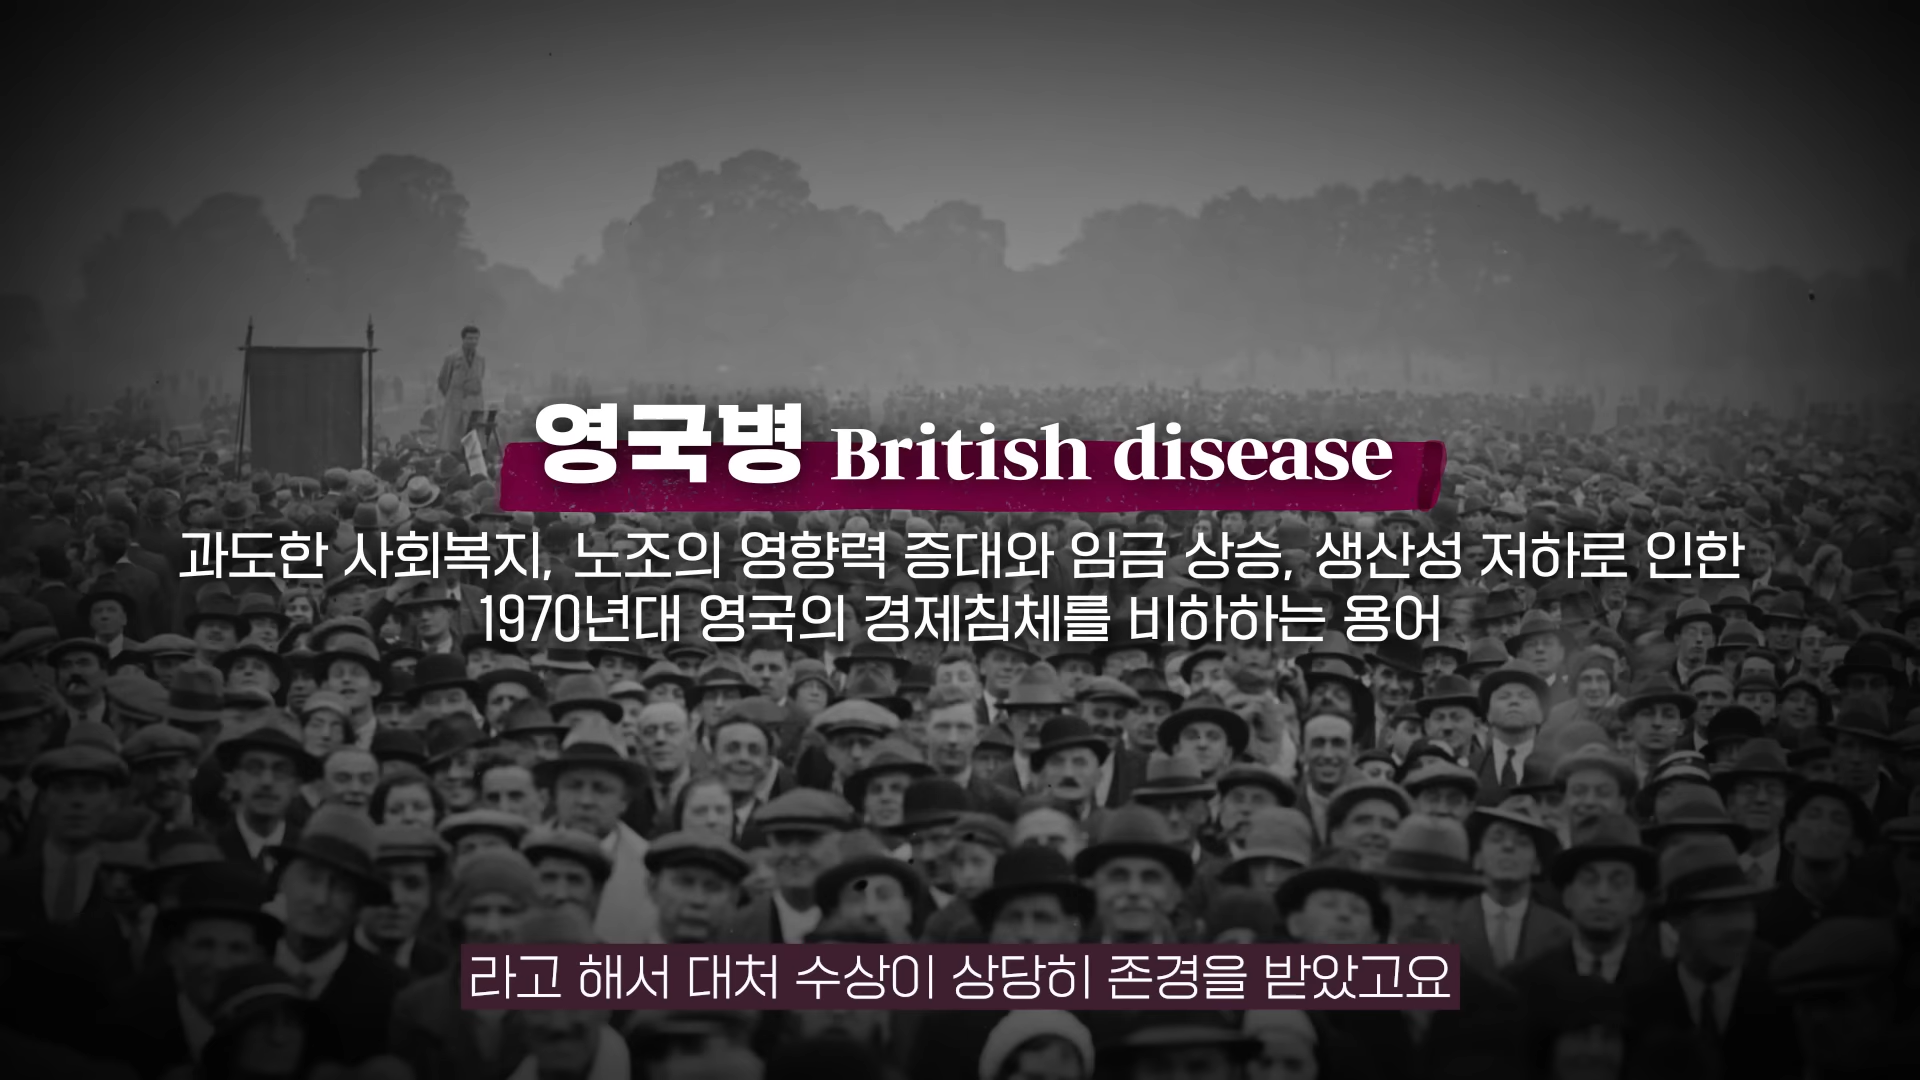 영국병 British disease
과도한 사회복지, 노조의 영향력 증대와 임금 상승, 생산성 저하로 인한
1970년대 영국의 경제침체를 비하하는 용어
라고 해서 대처 수상이 상당히 존경을 받았고요